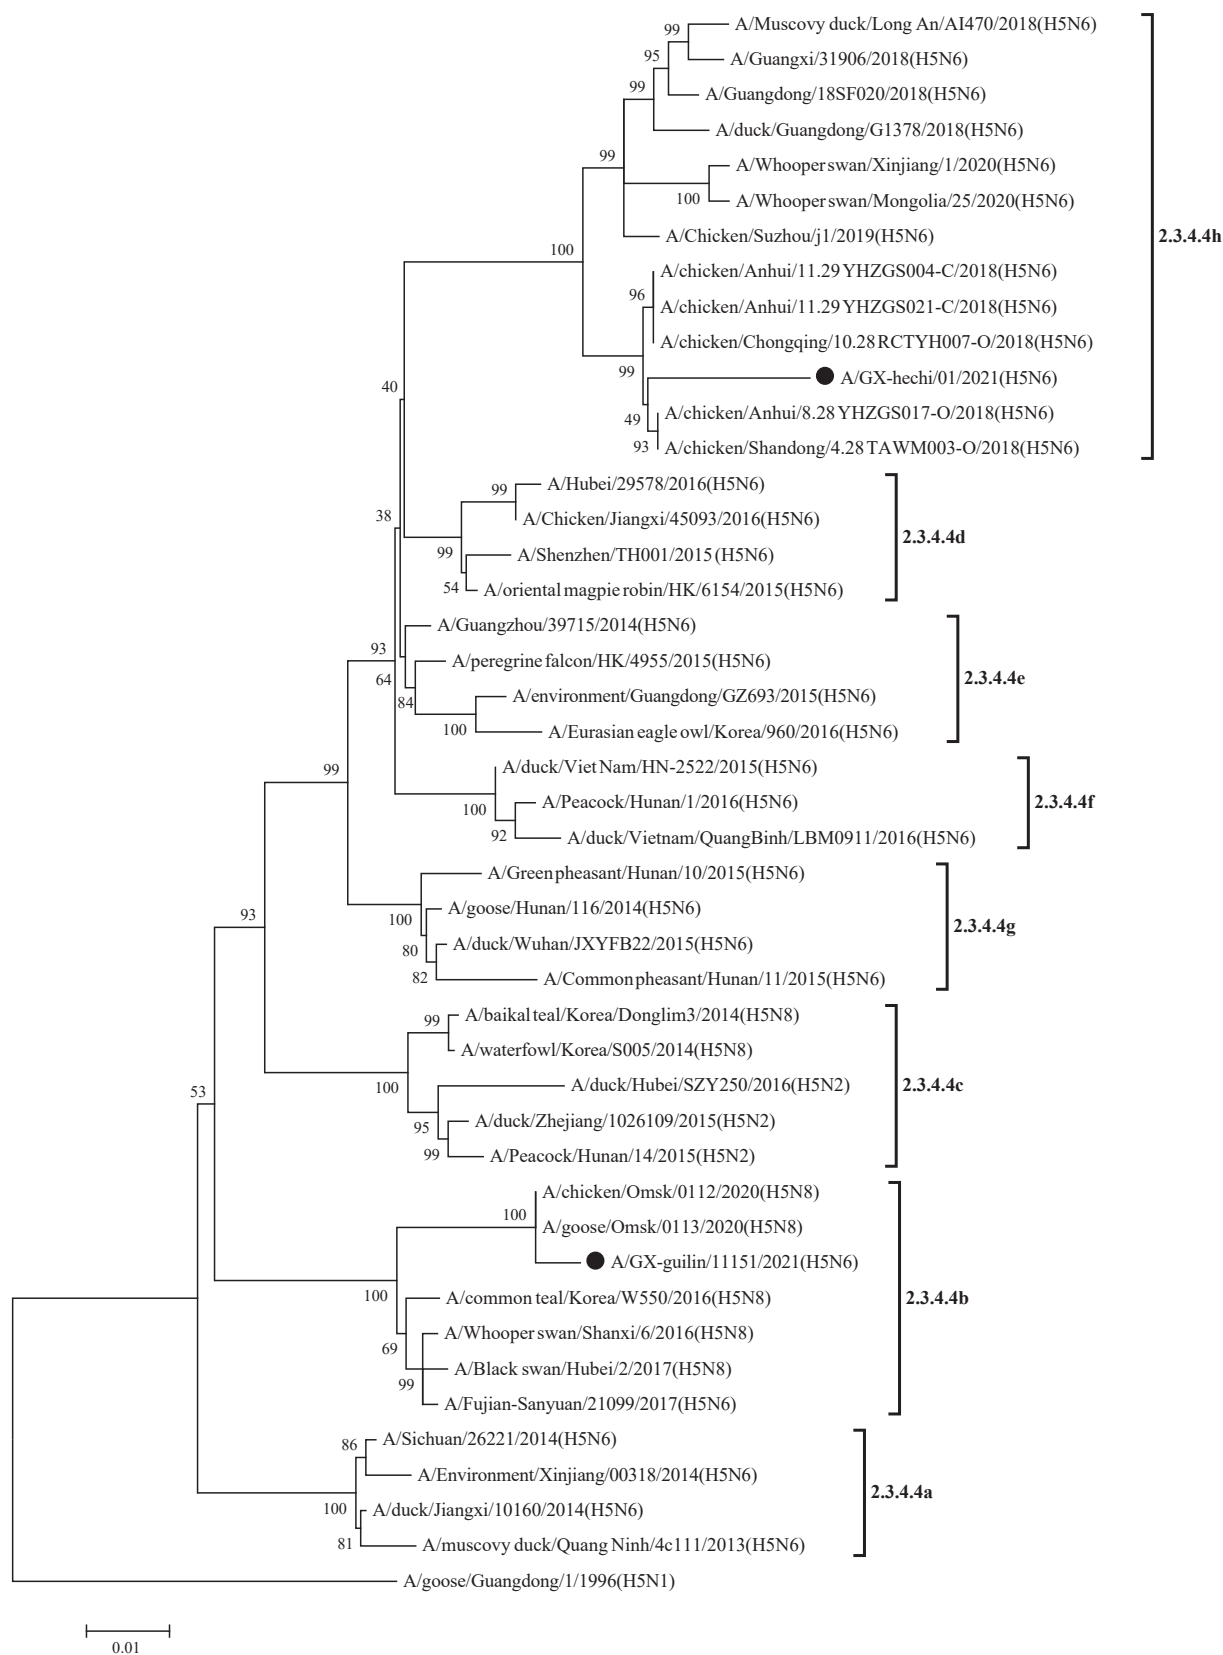 A/Muscovy duck/Long An/AI470/2018(H5N6)
99
A/Guangxi/31906/2018(H5N6)
95
A/Guangdong/18SF020/2018(H5N6)
99
A/duck/Guangdong/G1378/2018(H5N6)
99
A/Whooper swan/Xinjiang/1/2020(H5N6)
100
A/Whooper swan/Mongolia/25/2020(H5N6)
A/Chicken/Suzhou/j1/2019(H5N6)
2.3.4.4h
100
A/chicken/Anhui/11.29 YHZGS004-C/2018(H5N6)
96
A/chicken/Anhui/11.29 YHZGS021-C/2018(H5N6)
A/chicken/Chongqing/10.28 RCTYH007-O/2018(H5N6)
99
A/GX-hechi/01/2021(H5N6)
40
A/chicken/Anhui/8.28 YHZGS017-O/2018(H5N6)
49
93
A/chicken/Shandong/4.28 TAWM003-O/2018(H5N6)
A/Hubei/29578/2016(H5N6)
99
38
A/Chicken/Jiangxi/45093/2016(H5N6)
2.3.4.4d
99
A/Shenzhen/TH001/2015 (H5N6)
54
A/oriental magpie robin/HK/6154/2015(H5N6)
A/Guangzhou/39715/2014(H5N6)
93
A/peregrine falcon/HK/4955/2015(H5N6)
64
2.3.4.4e
84
A/environment/Guangdong/GZ693/2015(H5N6)
100
A/Eurasian eagle owl/Korea/960/2016(H5N6)
99
A/duck/Viet Nam/HN-2522/2015(H5N6)
100
A/Peacock/Hunan/1/2016(H5N6)
2.3.4.4f
92
A/duck/Vietnam/QuangBinh/LBM0911/2016(H5N6)
A/Green pheasant/Hunan/10/2015(H5N6)
93
100
A/goose/Hunan/116/2014(H5N6)
2.3.4.4g
80
A/duck/Wuhan/JXYFB22/2015(H5N6)
82
A/Common pheasant/Hunan/11/2015(H5N6)
A/baikal teal/Korea/Donglim3/2014(H5N8)
99
A/waterfowl/Korea/S005/2014(H5N8)
53
100
A/duck/Hubei/SZY250/2016(H5N2)
2.3.4.4c
95
A/duck/Zhejiang/1026109/2015(H5N2)
99
A/Peacock/Hunan/14/2015(H5N2)
A/chicken/Omsk/0112/2020(H5N8)
100
A/goose/Omsk/0113/2020(H5N8)
A/GX-guilin/11151/2021(H5N6)
100
A/common teal/Korea/W550/2016(H5N8)
2.3.4.4b
A/Whooper swan/Shanxi/6/2016(H5N8)
69
A/Black swan/Hubei/2/2017(H5N8)
99
A/Fujian-Sanyuan/21099/2017(H5N6)
A/Sichuan/26221/2014(H5N6)
86
A/Environment/Xinjiang/00318/2014(H5N6)
2.3.4.4a
100
A/duck/Jiangxi/10160/2014(H5N6)
81
A/muscovy duck/Quang Ninh/4c111/2013(H5N6)
A/goose/Guangdong/1/1996(H5N1)
0.01